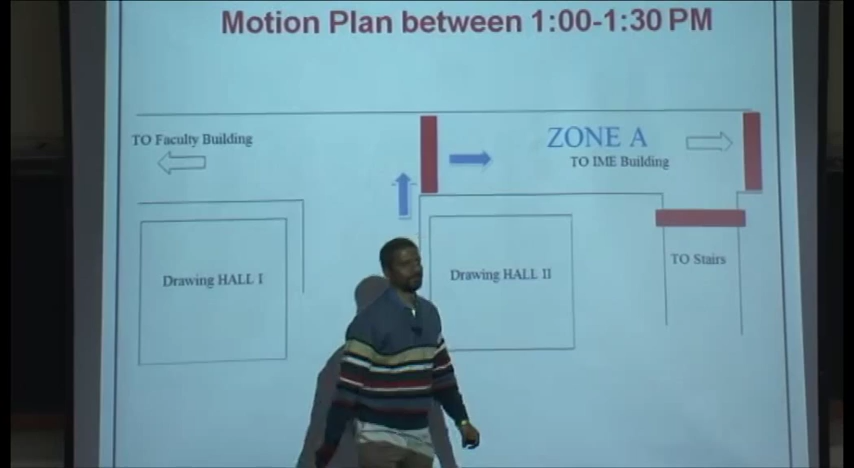 Motion Plan between 1:00-1:30 PM
TO Faculty Building
ZONE A
TO IME Building
Drawing HALL I
Drawing HALL II
TO Stairs